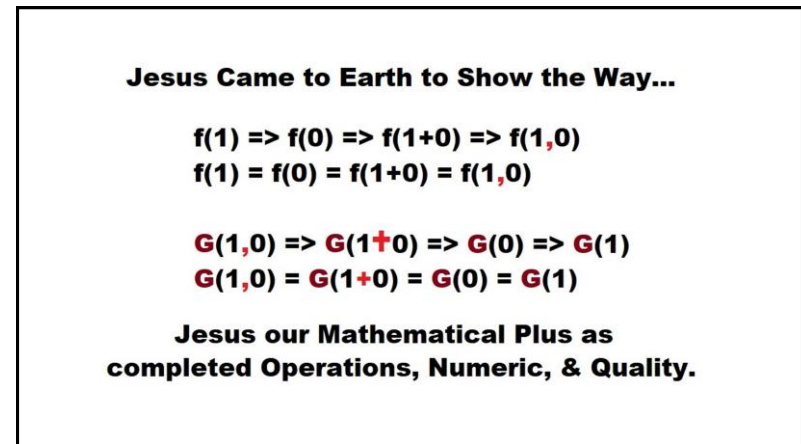 Jesus Came to Earth to Show the Way...
f(1) => f(0) => f(1+0) => f(1,0)
f(1) = f(0) = f(1+0) = f(1,0)
G(1,0) => G(1✝0) => G(0) => G(1)
G(1,0) = G(1+0) = G(0) = G(1)
Jesus our Mathematical Plus as
completed Operations, Numeric, & Quality.